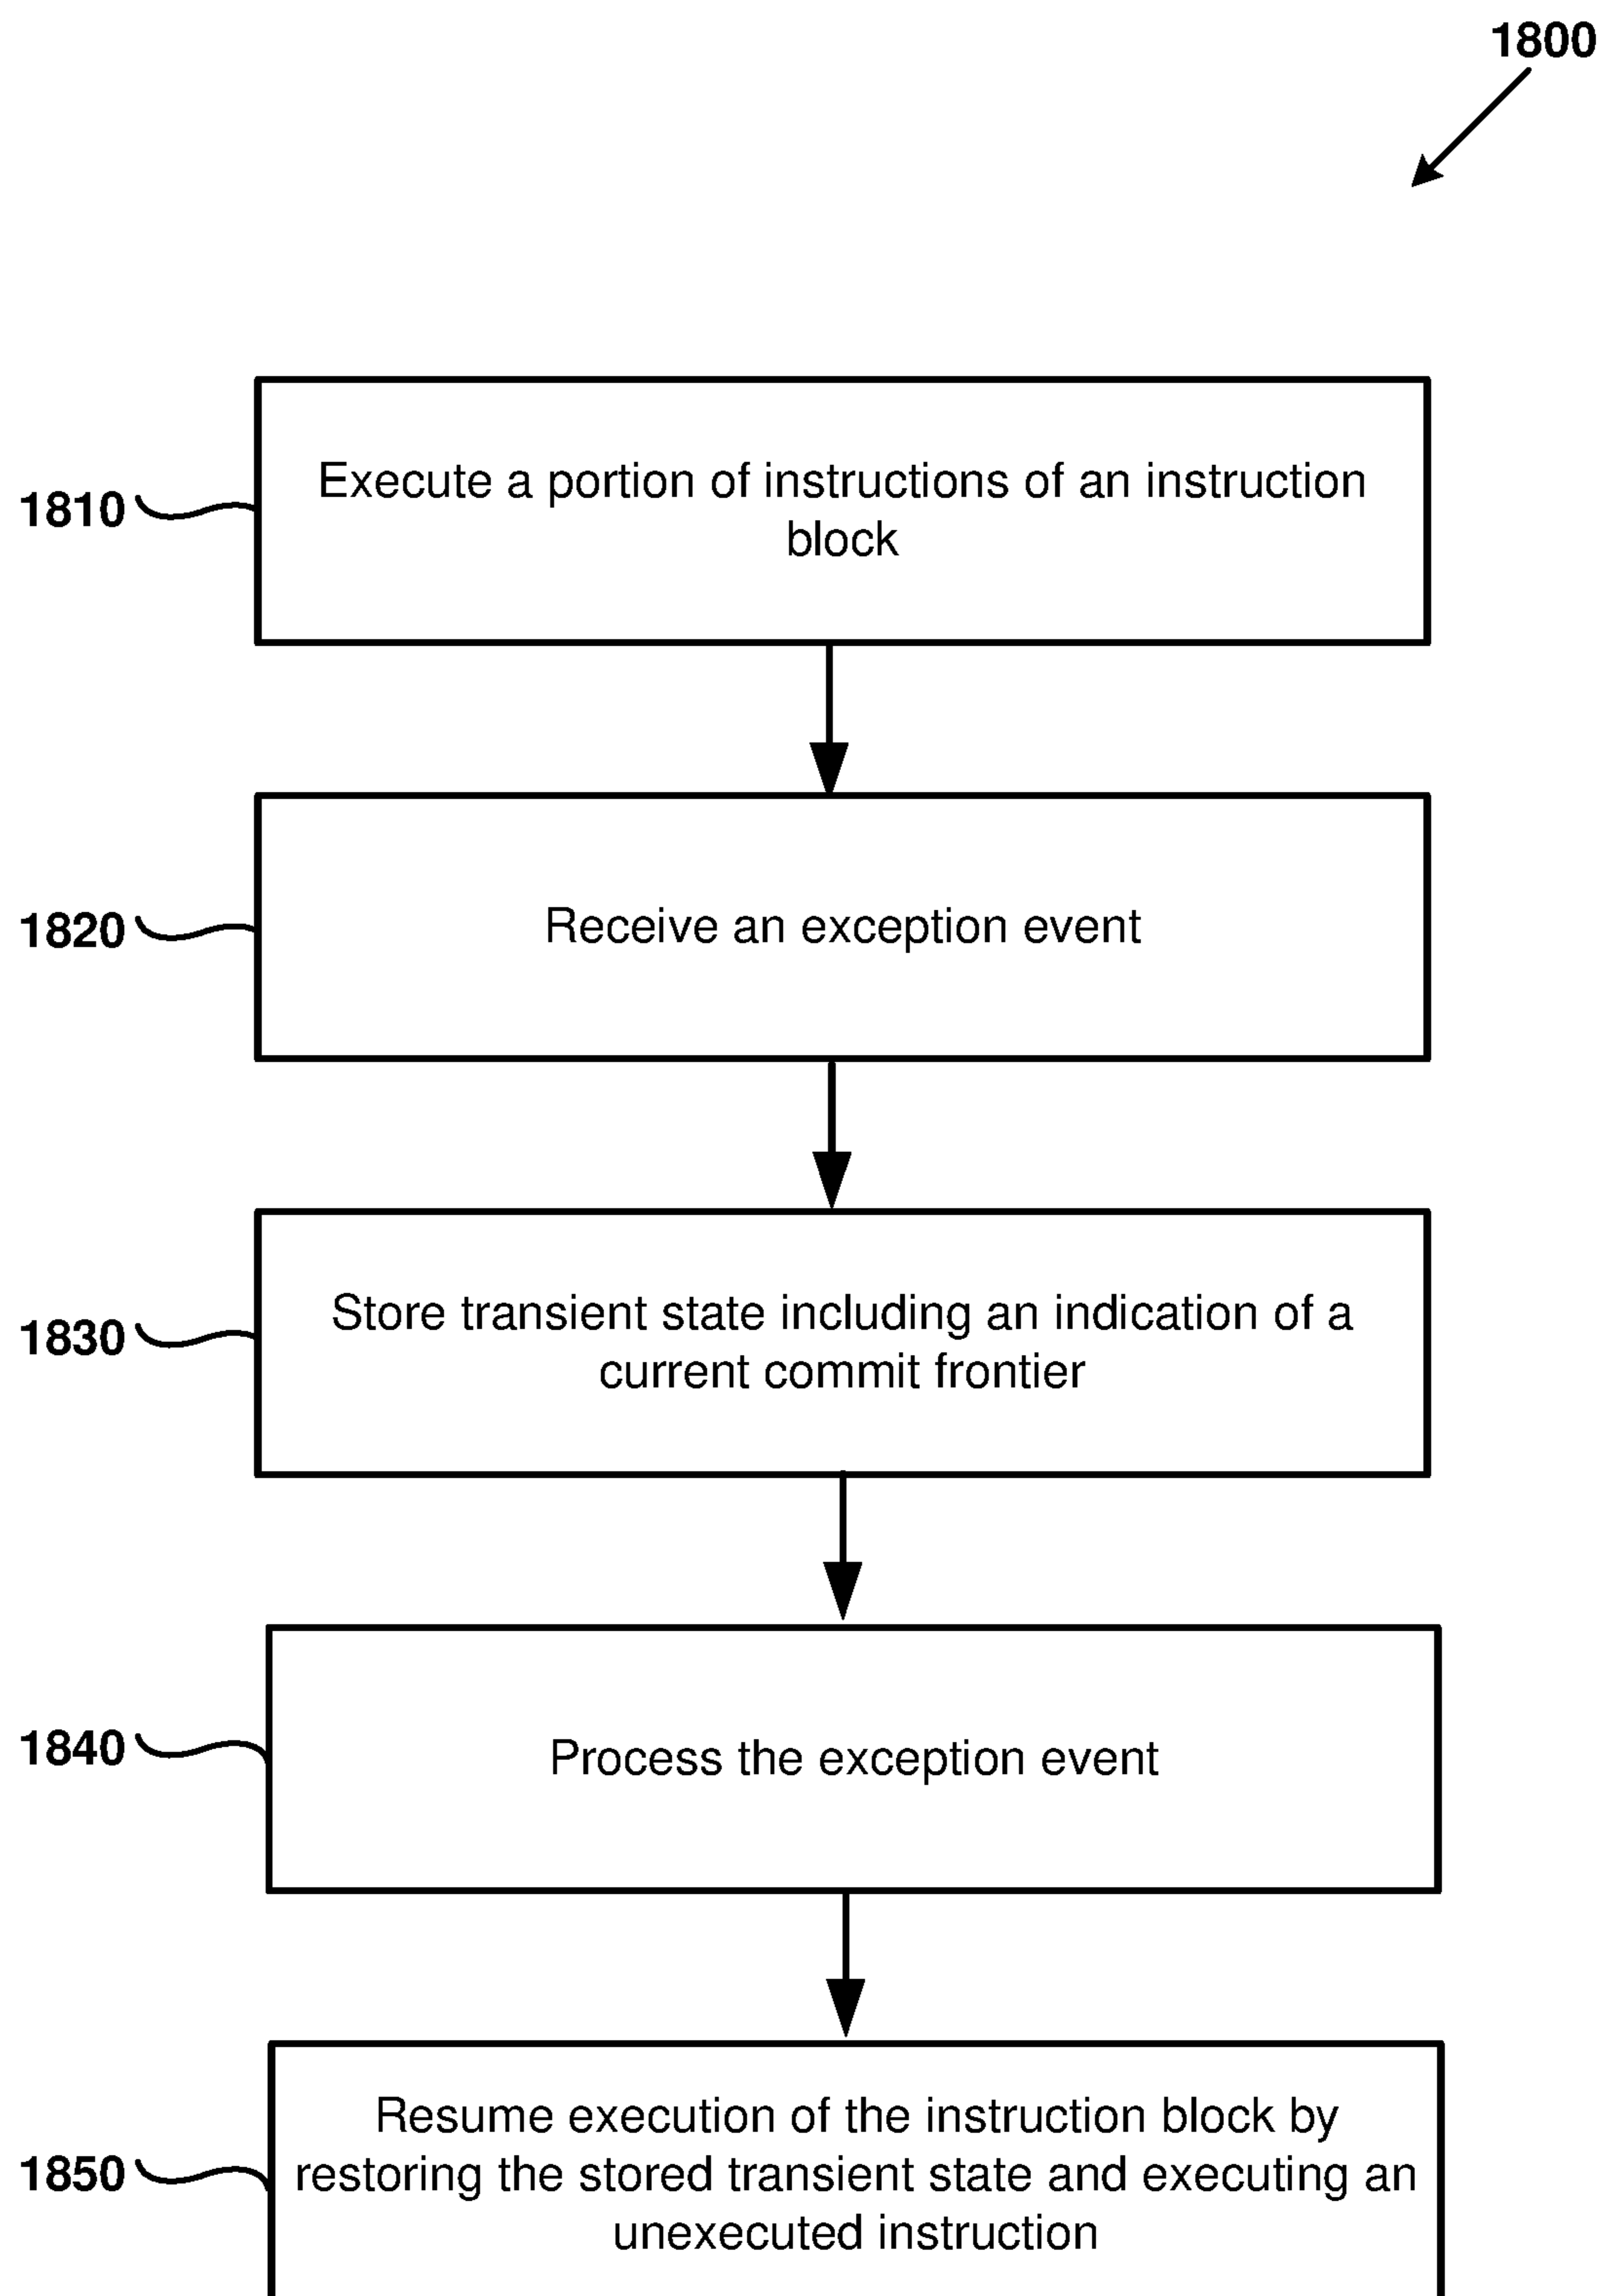 1800
1810
Execute a portion of instructions of an instruction
block
1820
Receive an exception event
1830
Store transient state including an indication of a
current commit frontier
1840
Process the exception event
1850
Resume execution of the instruction block by
restoring the stored transient state and executing an
unexecuted instruction